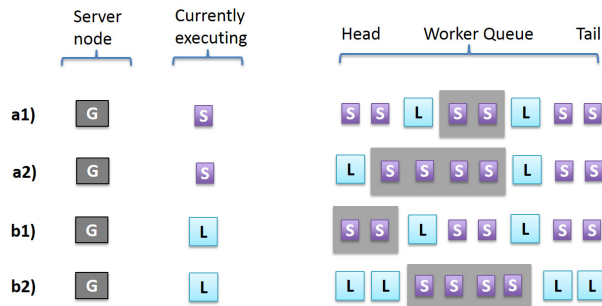 Server node
Currently executing
Head Worker Queue Tail
a1) G S S S L S S L S S
a2) G S L S S S S L S S
b1) G L S S L S S L S S
b2) G L L L S S S S L L